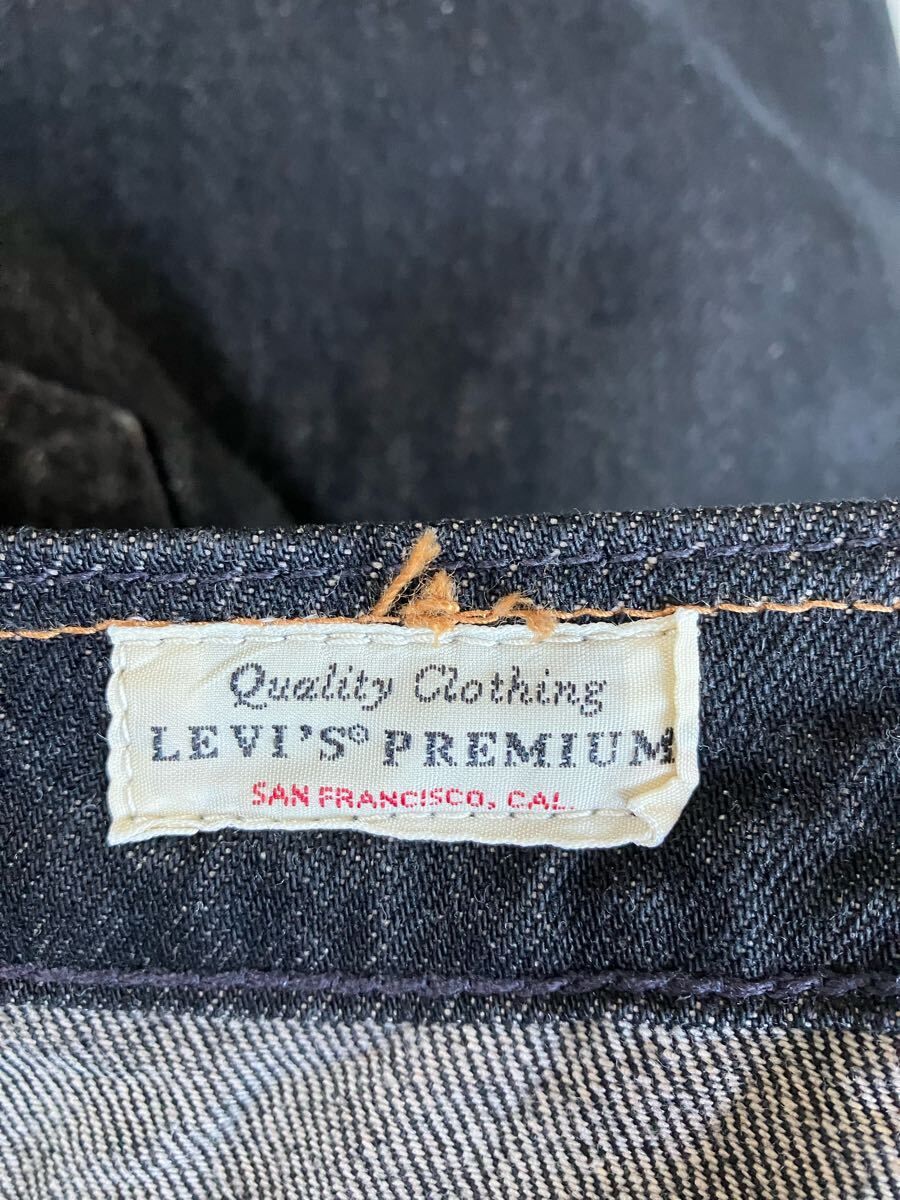 Quality Clothing
LEVI'S® PREMIUM
SAN FRANCISCO, CAL.